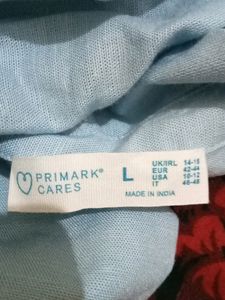 PRIMARK®
CARES
L
UK/IRL 14-16
EUR 42-44
USA 10-12
IT 46-48
MADE IN INDIA